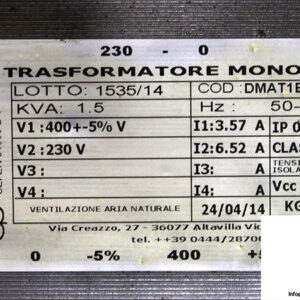 230 - 0
TRASFORMATORE MONO
LOTTO: 1535/14 COD: DMAT1E
KVA: 1.5 Hz: 50-
V1: 400+-5% V I1: 3.57 A IP 0
V2: 230 V I2: 6.52 A CLAS
V3: I3: A TENSI ISOLA
V4: I4: A Vcc
VENTILAZIONE ARIA NATURALE 24/04/14 KG
Via Creazzo, 27 - 36077 Altavilla Vi
tel. ++39 0444/28700
0 -5% 400 +5